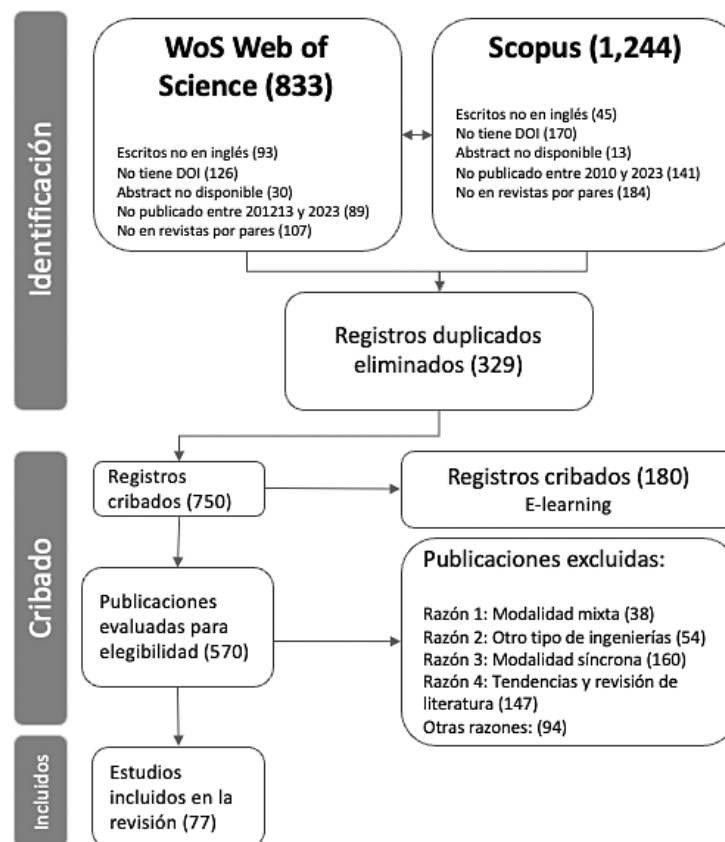 Identificación
WoS Web of
Science (833)
Escritos no en inglés (93)
No tiene DOI (126)
Abstract no disponible (30)
No publicado entre 201213 y 2023 (89)
No en revistas por pares (107)
Scopus (1,244)
Escritos no en inglés (45)
No tiene DOI (170)
Abstract no disponible (13)
No publicado entre 2010 y 2023 (141)
No en revistas por pares (184)
Registros duplicados
eliminados (329)
Cribado
Registros
cribados (750)
Registros cribados (180)
E-learning
Publicaciones
evaluadas para
elegibilidad (570)
Publicaciones excluidas:
Razón 1: Modalidad mixta (38)
Razón 2: Otro tipo de ingenierías (54)
Razón 3: Modalidad síncrona (160)
Razón 4: Tendencias y revisión de
literatura (147)
Otras razones: (94)
Incluidos
Estudios
incluidos en la
revisión (77)